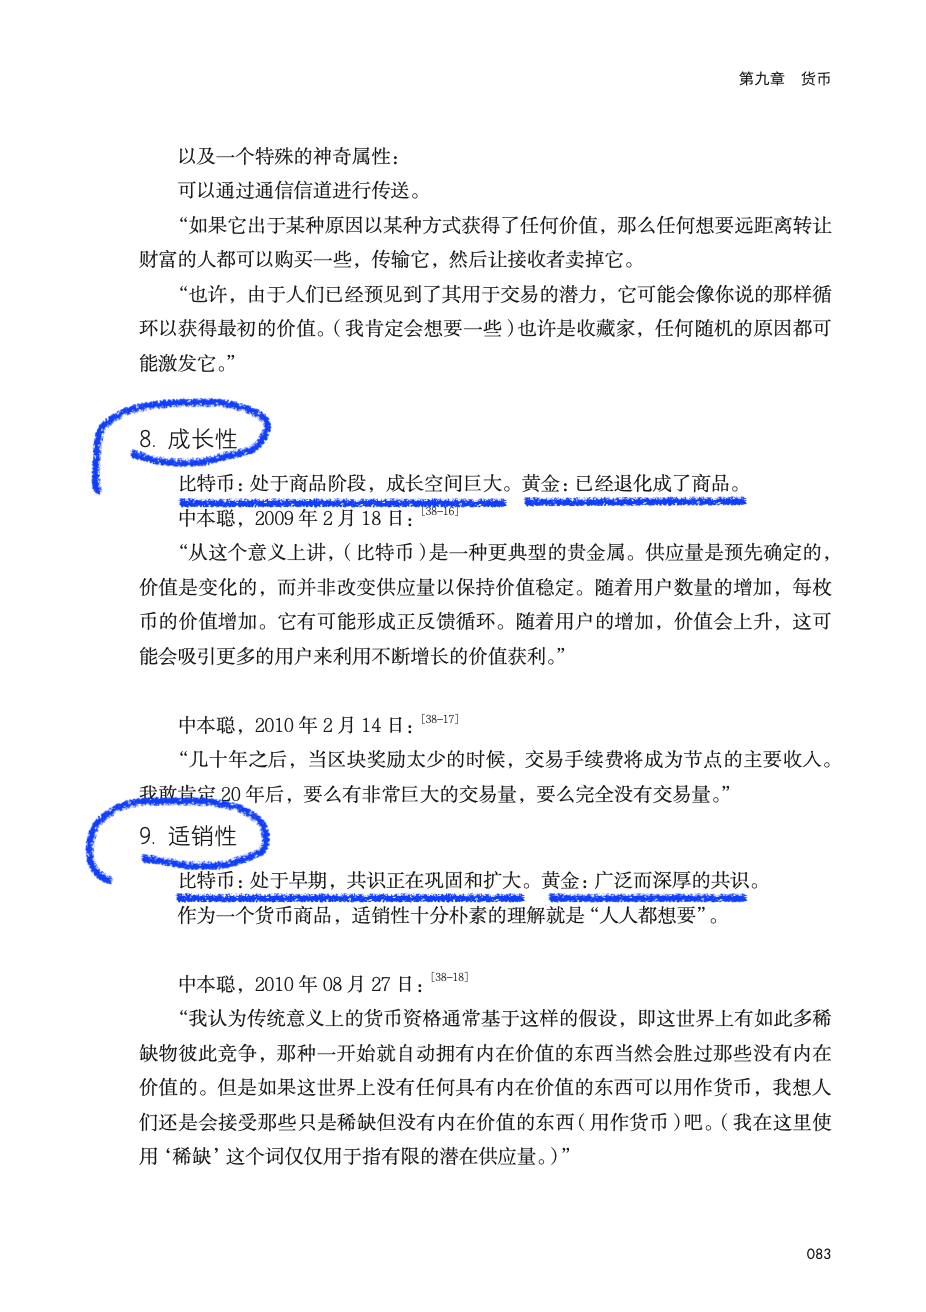 第九章 货币
以及一个特殊的神奇属性：
可以通过通信信道进行传送。
“如果它出于某种原因以某种方式获得了任何价值，那么任何想要远距离转让
财富的人都可以购买一些，传输它，然后让接收者卖掉它。
“也许，由于人们已经预见到了其用于交易的潜力，它可能会像你说的那样循
环以获得最初的价值。（我肯定会想要一些）也许是收藏家，任何随机的原因都可
能激发它。”
8. 成长性
比特币：处于商品阶段，成长空间巨大。黄金：已经退化成了商品。
中本聪，2009 年 2 月 18 日：[38–16]
“从这个意义上讲，（比特币）是一种更典型的贵金属。供应量是预先确定的，
价值是变化的，而并非改变供应量以保持价值稳定。随着用户数量的增加，每枚
币的价值增加。它有可能形成正反馈循环。随着用户的增加，价值会上升，这可
能会吸引更多的用户来利用不断增长的价值获利。”
中本聪，2010 年 2 月 14 日：[38–17]
“几十年之后，当区块奖励太少的时候，交易手续费将成为节点的主要收入。
我敢肯定 20 年后，要么有非常巨大的交易量，要么完全没有交易量。”
9. 适销性
比特币：处于早期，共识正在巩固和扩大。黄金：广泛而深厚的共识。
作为一个货币商品，适销性十分朴素的理解就是“人人都想要”。
中本聪，2010 年 08 月 27 日：[38–18]
“我认为传统意义上的货币资格通常基于这样的假设，即这世界上有如此多稀
缺物彼此竞争，那种一开始就自动拥有内在价值的东西当然会胜过那些没有内在
价值的。但是如果这世界上没有任何具有内在价值的东西可以用作货币，我想人
们还是会接受那些只是稀缺但没有内在价值的东西（用作货币）吧。（我在这里使
用‘稀缺’这个词仅仅用于指有限的潜在供应量。）”
083